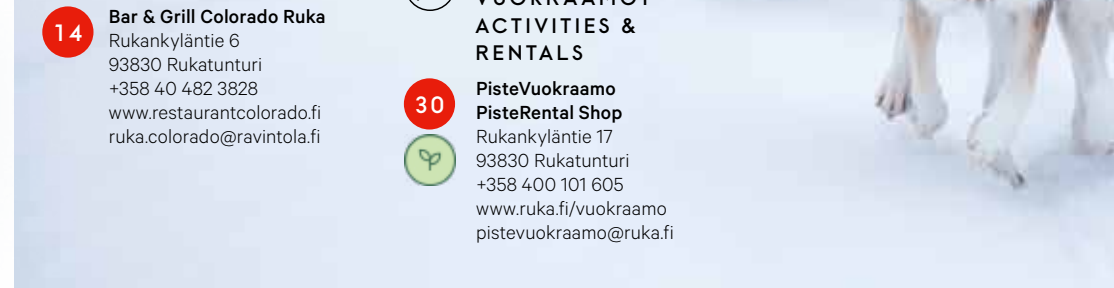 14
Bar & Grill Colorado Ruka
Rukankyläntie 6
93830 Rukatunturi
+358 40 482 3828
www.restaurantcolorado.fi
ruka.colorado@ravintola.fi
VUOKRAAMOT
ACTIVITIES &
RENTALS
30
PisteVuokraamo
PisteRental Shop
Rukankyläntie 17
93830 Rukatunturi
+358 400 101 605
www.ruka.fi/vuokraamo
pistevuokraamo@ruka.fi